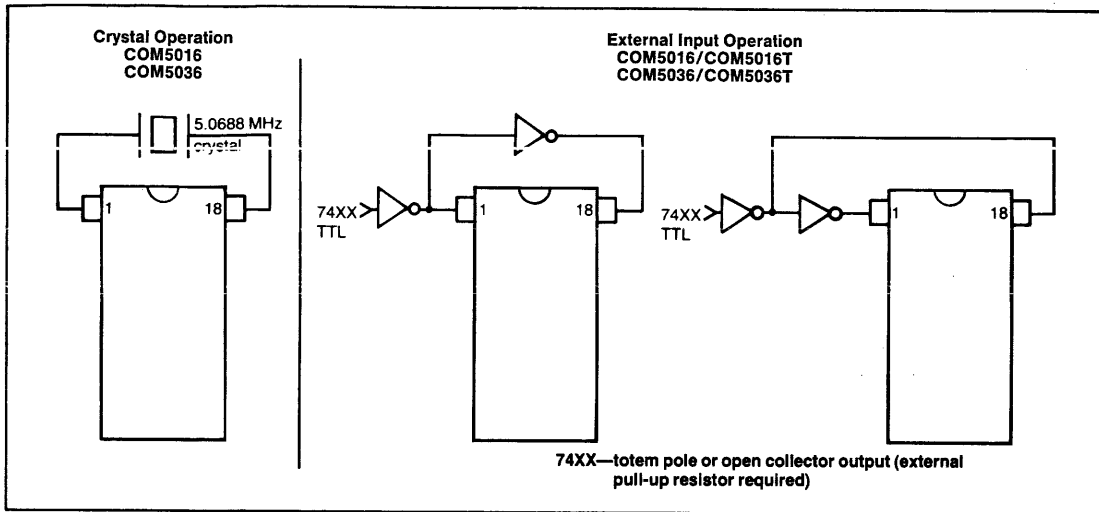 Crystal Operation
COM5016
COM5036
5.0688 MHz
crystal
1
18
External Input Operation
COM5016/COM5016T
COM5036/COM5036T
74XX
TTL
1
18
74XX
TTL
1
18
74XX—totem pole or open collector output (external
pull-up resistor required)